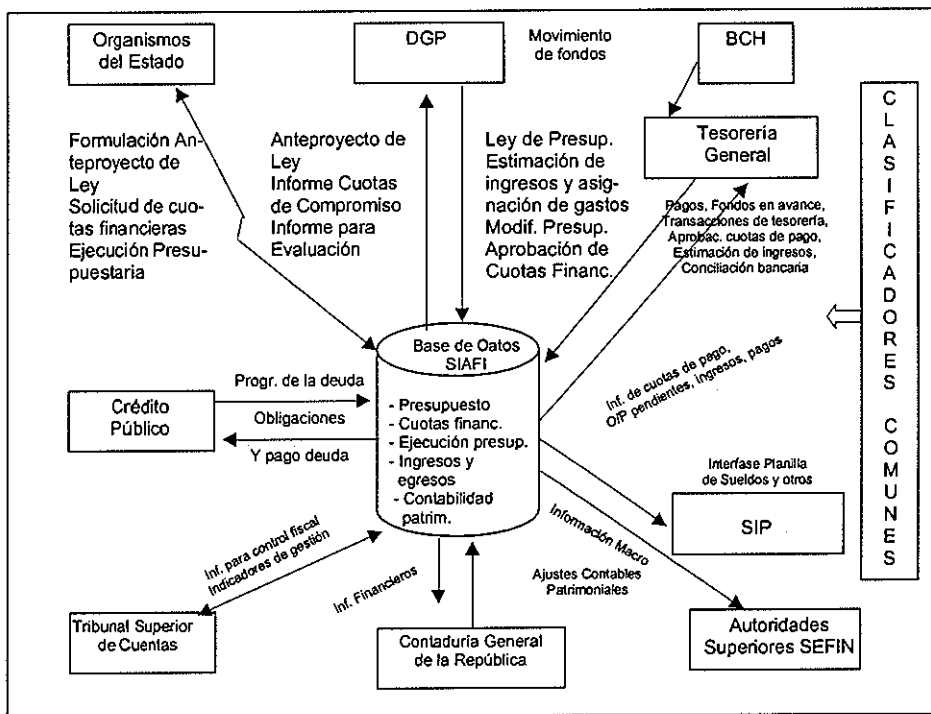 Organismos
del Estado
DGP
Movimiento
de fondos
BCH
Tesorería
General
Formulación An-
teproyecto de
Ley
Solicitud de cuo-
tas financieras
Ejecución Presu-
puestaria
Anteproyecto de
Ley
Informe Cuotas
de Compromiso
Informe para
Evaluación
Ley de Presup.
Estimación de
ingresos y asig-
nación de gastos
Modif. Presup.
Aprobación de
Cuotas Financ.
Pagos, Fondos en avance,
Transacciones de tesorería,
Aprobac. cuotas de pago,
Estimación de ingresos,
Conciliación bancaria
CLASIFICADORES COMUNES
Base de Oatos
SIAFI
- Presupuesto
- Cuotas financ.
- Ejecución presup.
- Ingresos y
egresos
- Contabilidad
patrim.
Crédito
Público
Progr. de la deuda
Obligaciones
Y pago deuda
Inf. de cuotas de pago,
O/P pendientes, ingresos, pagos
Interfase Planilla
de Sueldos y otros
SIP
Inf. para control fiscal
Indicadores de gestión
Tribunal Superior
de Cuentas
Inf. Financieros
Contaduría General
de la República
Información Macro
Ajustes Contables
Patrimoniales
Autoridades
Superiores SEFIN